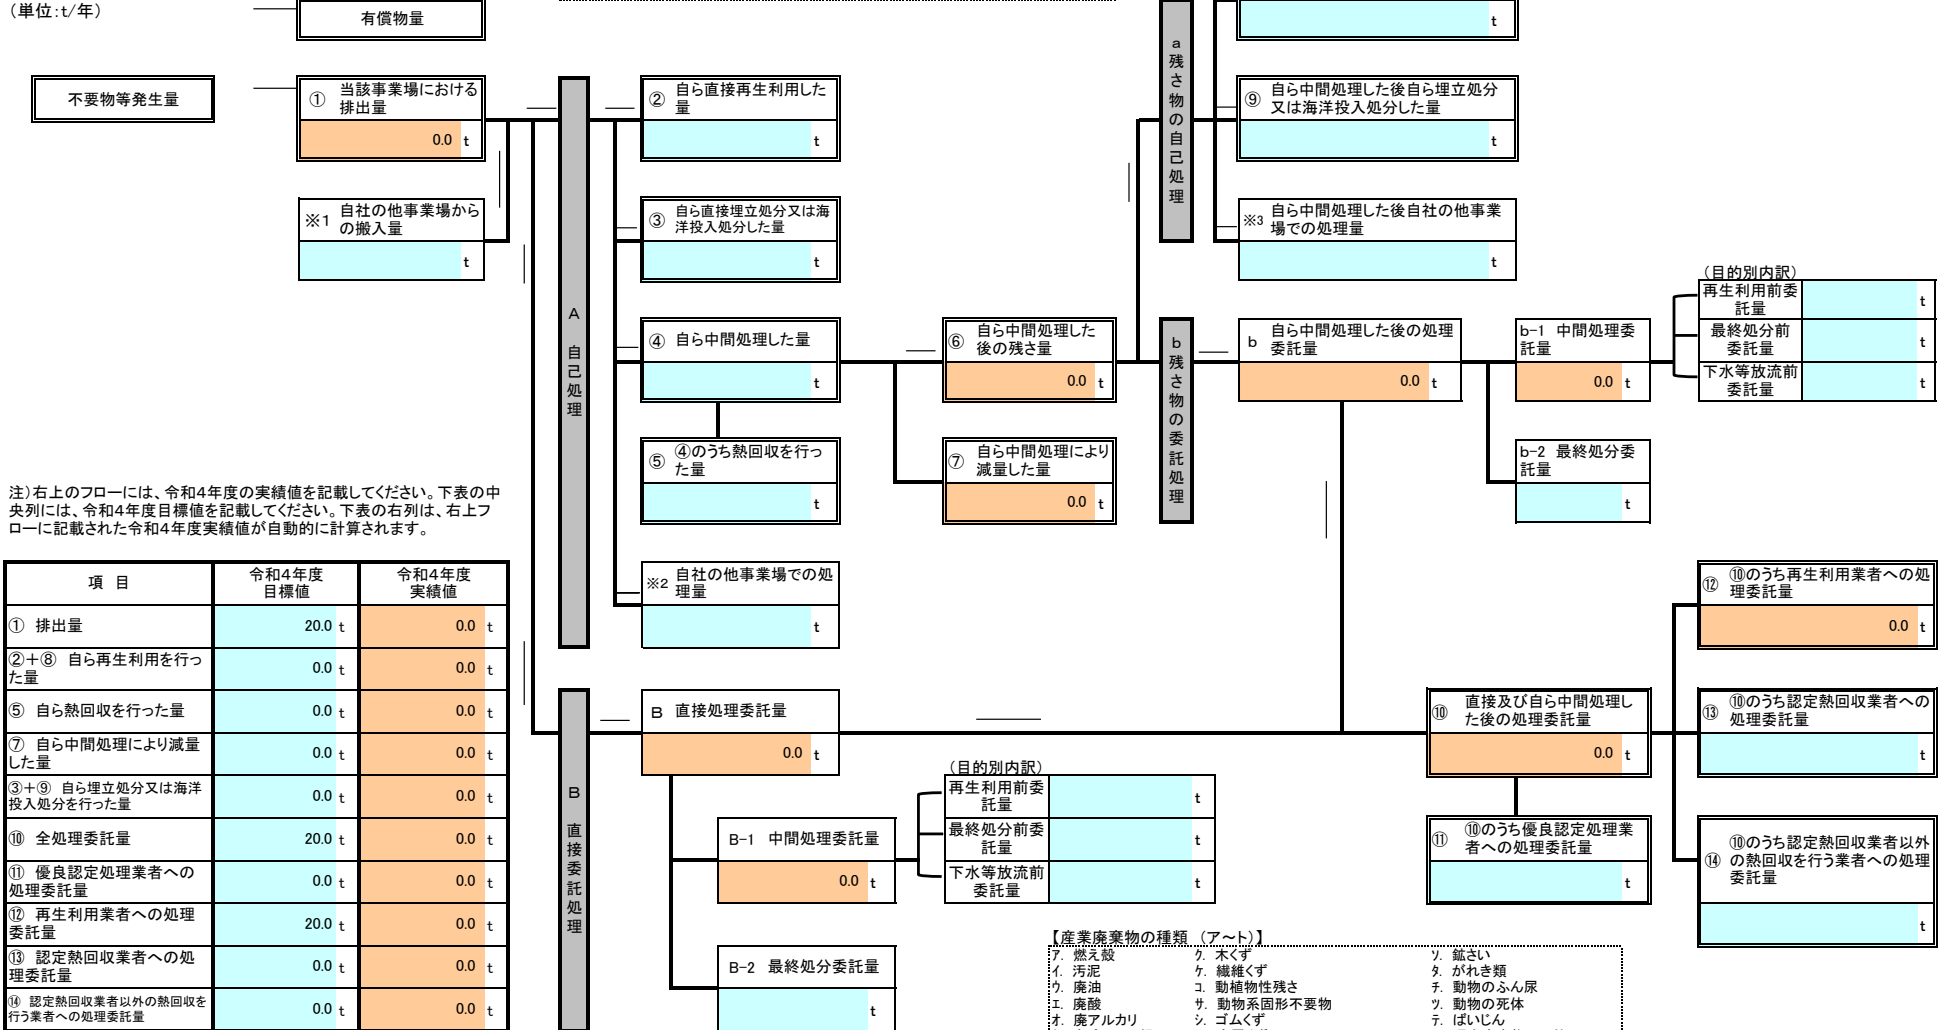 (単位:t/年)
有償物量
t
不要物等発生量
① 当該事業場における
排出量
0.0 t
※1 自社の他事業場から
の搬入量
t
A 自己処理
② 自ら直接再生利用した
量
t
③ 自ら直接埋立処分又は海
洋投入処分した量
t
④ 自ら中間処理した量
t
⑤ ④のうち熱回収を行っ
た量
t
※2 自社の他事業場での処
理量
t
⑥ 自ら中間処理した
後の残さ量
0.0 t
⑦ 自ら中間処理により
減量した量
0.0 t
a 残さ物の自己処理
⑨ 自ら中間処理した後自ら埋立処分
又は海洋投入処分した量
t
※3 自ら中間処理した後自社の他事業
場での処理量
t
b 残さ物の委託処理
b 自ら中間処理した後の処理
委託量
0.0 t
b-1 中間処理委
託量
0.0 t
b-2 最終処分委
託量
t
(目的別内訳)
再生利用前委
託量
t
最終処分前
委託量
t
下水等放流前
委託量
t
注)右上のフローには、令和4年度の実績値を記載してください。下表の中
央列には、令和4年度目標値を記載してください。下表の右列は、右上フ
ローに記載された令和4年度実績値が自動的に計算されます。
項 目 令和4年度 目標値 令和4年度 実績値
① 排出量 20.0 t 0.0 t
②+⑧ 自ら再生利用を行っ
た量 0.0 t 0.0 t
⑤ 自ら熱回収を行った量 0.0 t 0.0 t
⑦ 自ら中間処理により減量
した量 0.0 t 0.0 t
③+⑨ 自ら埋立処分又は海洋
投入処分を行った量 0.0 t 0.0 t
⑩ 全処理委託量 20.0 t 0.0 t
⑪ 優良認定処理業者への
処理委託量 0.0 t 0.0 t
⑫ 再生利用業者への処理
委託量 20.0 t 0.0 t
⑬ 認定熱回収業者への処
理委託量 0.0 t 0.0 t
⑭ 認定熱回収業者以外の熱回収を
行う業者への処理委託量 0.0 t 0.0 t
B 直接委託処理
B 直接処理委託量
0.0 t
B-1 中間処理委託量
0.0 t
B-2 最終処分委託量
t
(目的別内訳)
再生利用前委
託量
t
最終処分前委
託量
t
下水等放流前
委託量
t
⑩ 直接及び自ら中間処理し
た後の処理委託量
0.0 t
⑪ ⑩のうち優良認定処理業
者への処理委託量
t
⑫ ⑩のうち再生利用業者への処
理委託量
0.0 t
⑬ ⑩のうち認定熱回収業者への
処理委託量
t
⑭ ⑩のうち認定熱回収業者以外
の熱回収を行う業者への処理
委託量
t
【産業廃棄物の種類 (ア~ト)】
ア. 燃え殻 ク. 木くず ソ. 鉱さい
イ. 汚泥 ケ. 繊維くず タ. がれき類
ウ. 廃油 コ. 動植物性残さ チ. 動物のふん尿
エ. 廃酸 サ. 動物系固形不要物 ツ. 動物の死体
オ. 廃アルカリ シ. ゴムくず テ. ばいじん